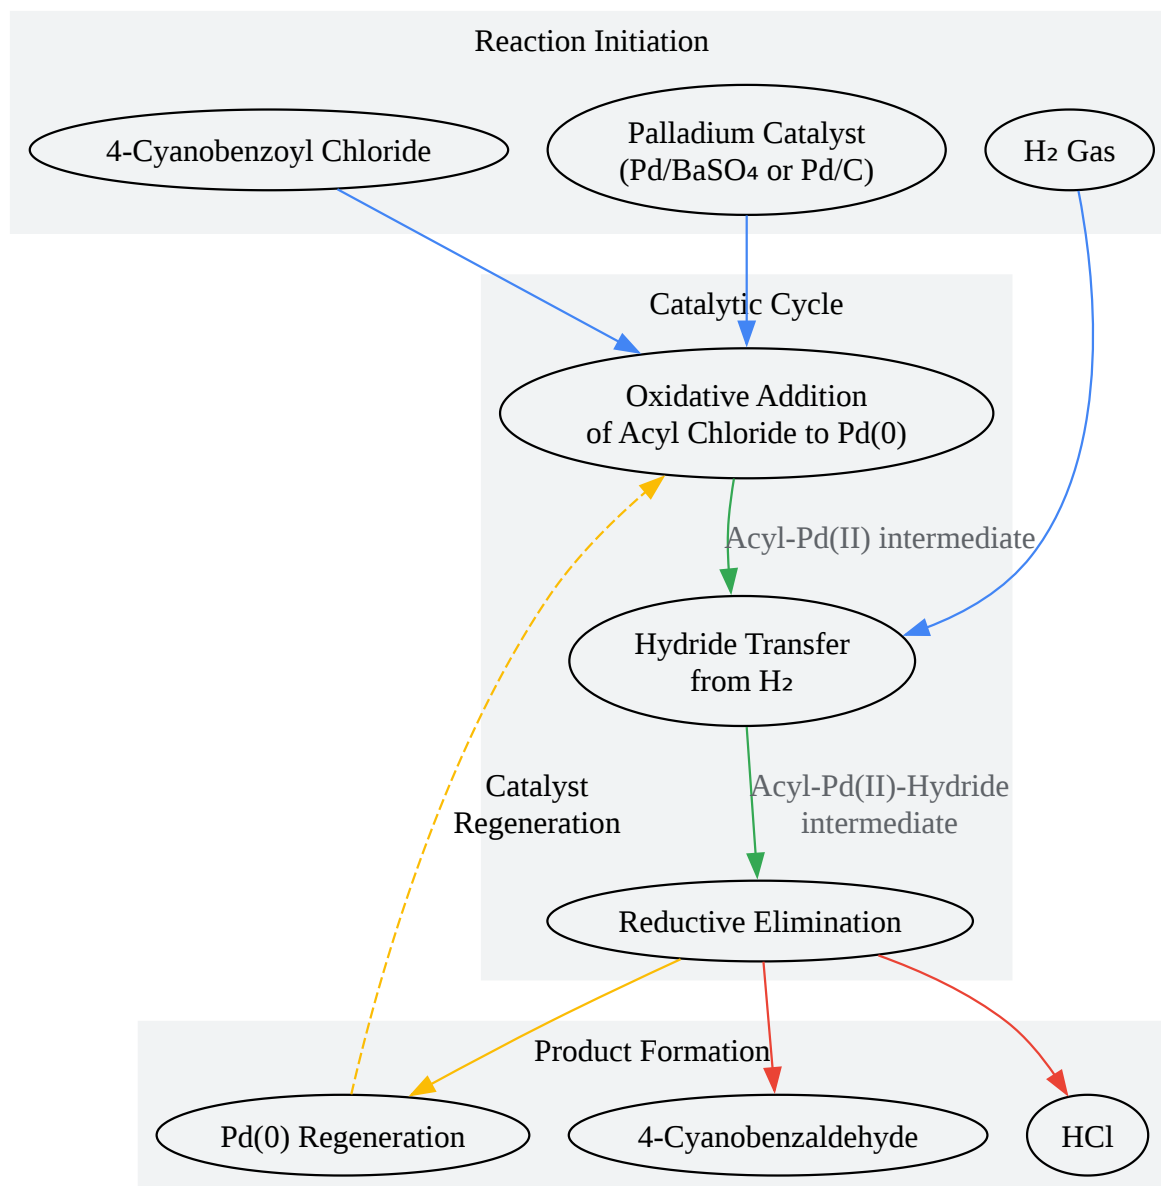 Reaction Initiation
4-Cyanobenzoyl Chloride
Palladium Catalyst
(Pd/BaSO₄ or Pd/C)
H₂ Gas
Catalytic Cycle
Oxidative Addition
of Acyl Chloride to Pd(0)
Acyl-Pd(II) intermediate
Hydride Transfer
from H₂
Catalyst
Regeneration
Acyl-Pd(II)-Hydride
intermediate
Reductive Elimination
Product Formation
Pd(0) Regeneration
4-Cyanobenzaldehyde
HCl